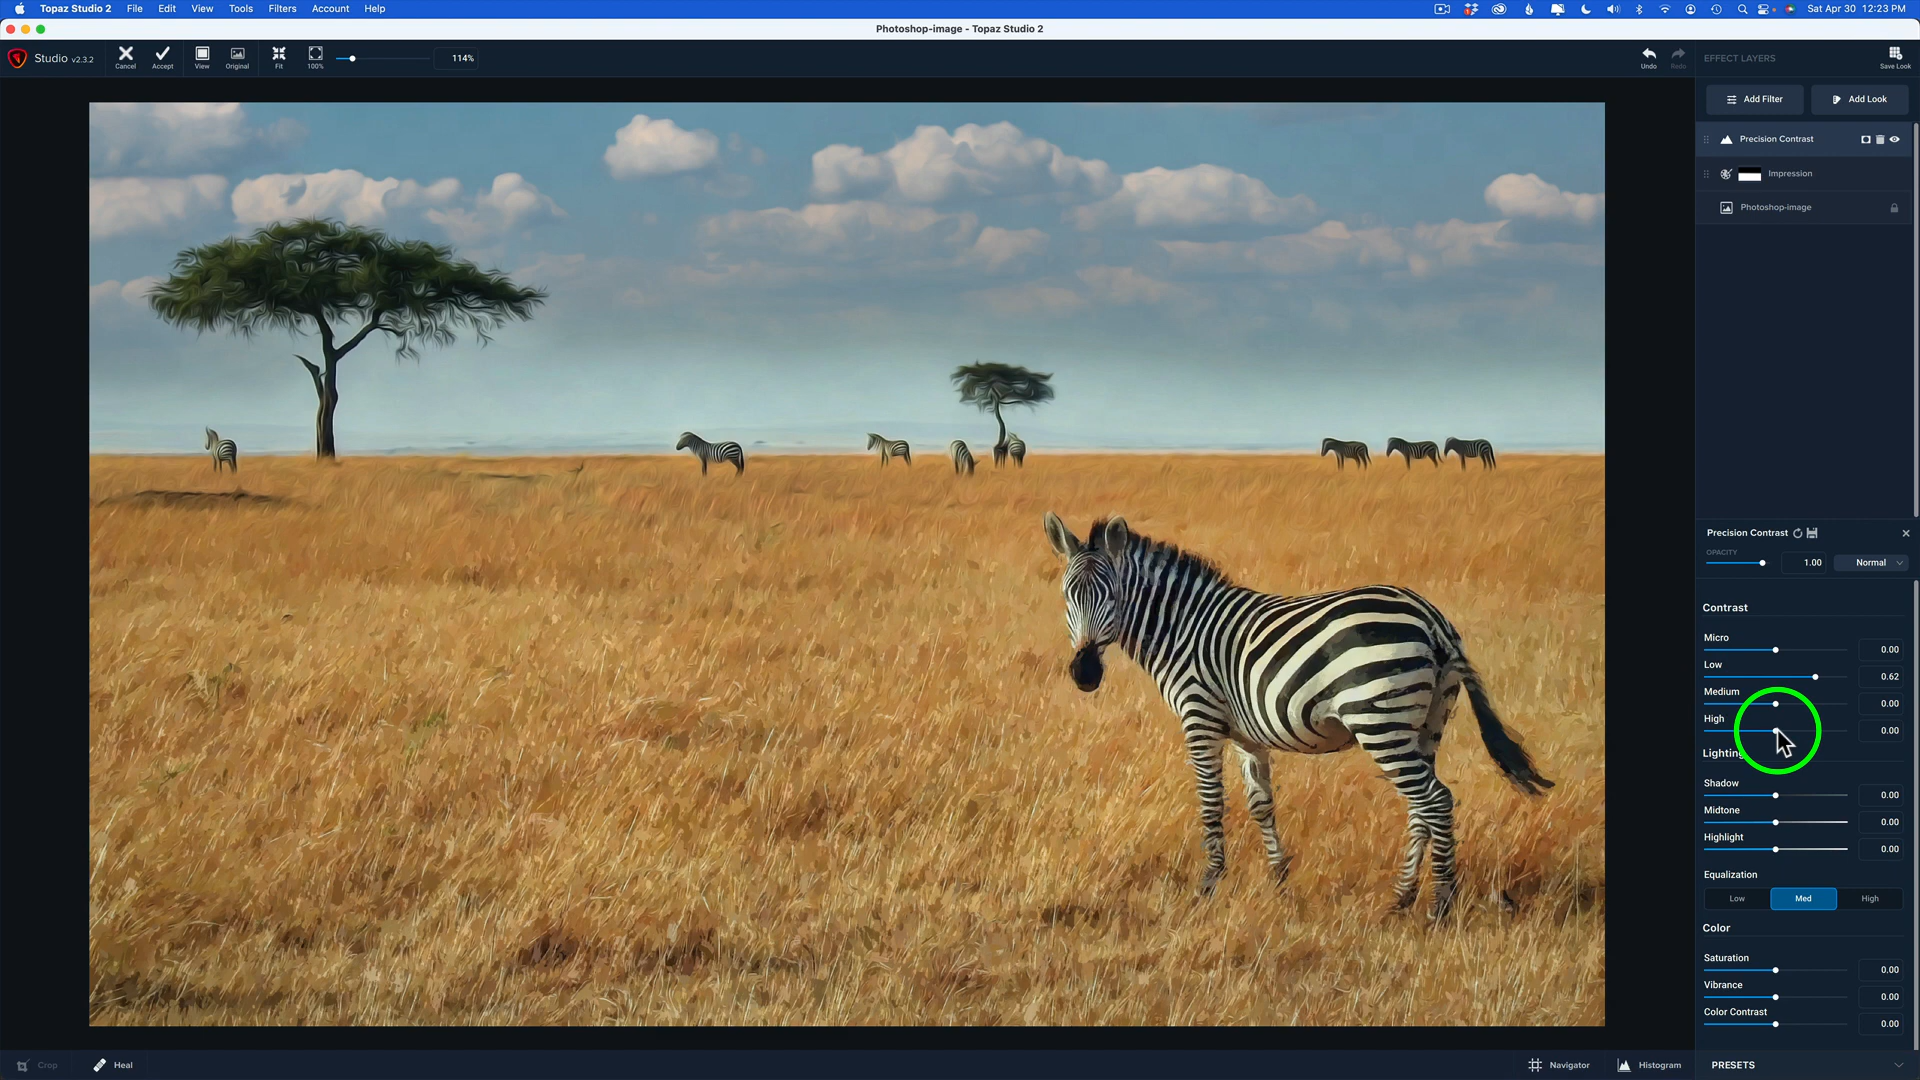 Topaz Studio 2 File Edit View Tools Filters Account Help Sat Apr 30 12:23 PM
Photoshop-image - Topaz Studio 2
Studio v2.3.2 Cancel Accept View Original Fit 100% 114% Undo Redo EFFECT LAYERS Save Look
Add Filter Add Look
Precision Contrast
Impression
Photoshop-image
Precision Contrast
OPACITY
1.00 Normal
Contrast
Micro
0.00
Low
0.62
Medium
0.00
High
0.00
Lighting
Shadow
0.00
Midtone
0.00
Highlight
0.00
Equalization
Low Med High
Color
Saturation
0.00
Vibrance
0.00
Color Contrast
0.00
Crop Heal Navigator Histogram PRESETS